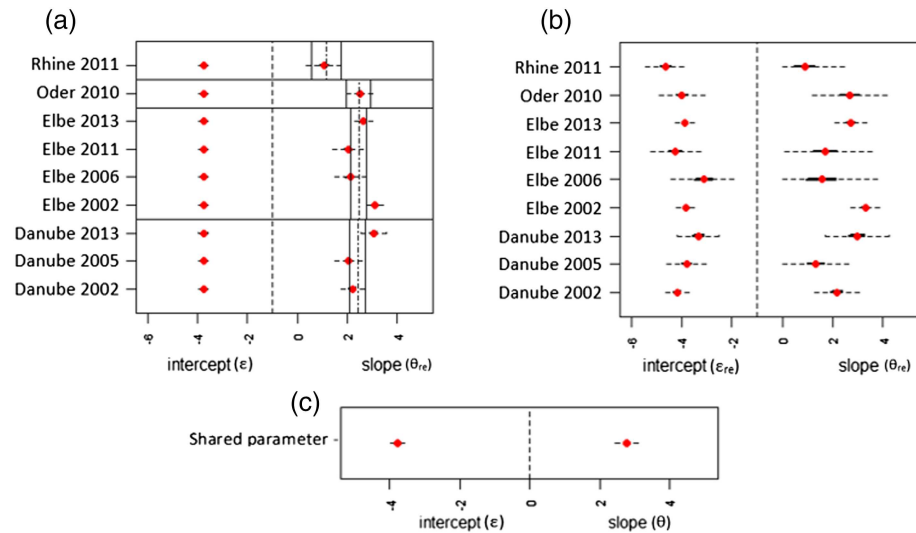 (a)
Rhine 2011
Oder 2010
Elbe 2013
Elbe 2011
Elbe 2006
Elbe 2002
Danube 2013
Danube 2005
Danube 2002
-6 -4 -2 0 2 4
intercept (ε) slope (θre)
(b)
Rhine 2011
Oder 2010
Elbe 2013
Elbe 2011
Elbe 2006
Elbe 2002
Danube 2013
Danube 2005
Danube 2002
-6 -4 -2 0 2 4
intercept (εre) slope (θre)
(c)
Shared parameter
-4 -2 0 2 4
intercept (ε) slope (θ)